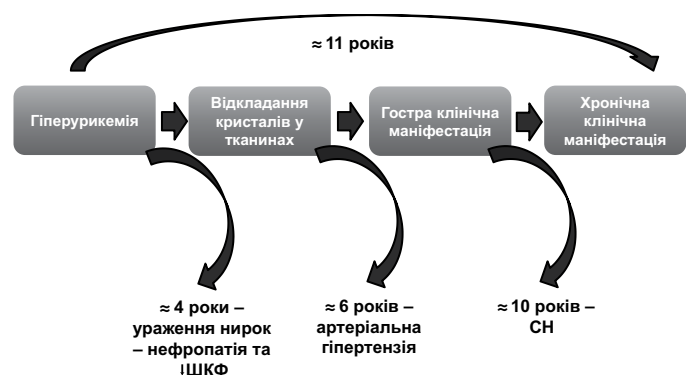 ≈ 11 років
Гіперурикемія
Відкладання
кристалів у
тканинах
Гостра клінічна
маніфестація
Хронічна
клінічна
маніфестація
≈ 4 роки –
ураження нирок
– нефропатія та
↓ШКФ
≈ 6 років –
артеріальна
гіпертензія
≈ 10 років –
СН